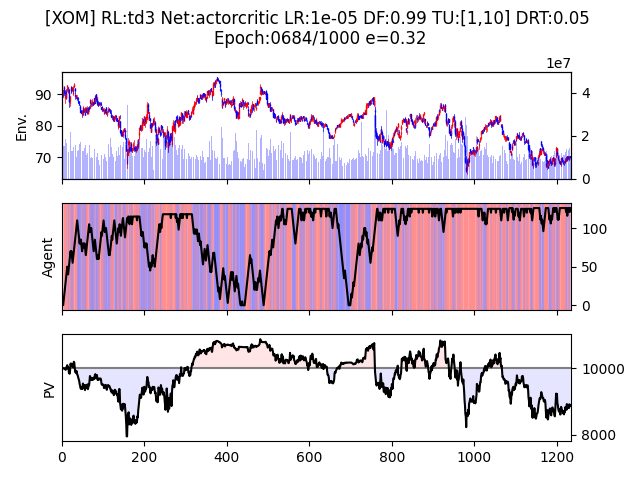 [XOM] RL:td3 Net:actorcritic LR:1e-05 DF:0.99 TU:[1,10] DRT:0.05
Epoch:0684/1000 e=0.32
1e7
Env.
90
80
70
4
2
0
Agent
100
50
0
PV
10000
8000
0 200 400 600 800 1000 1200